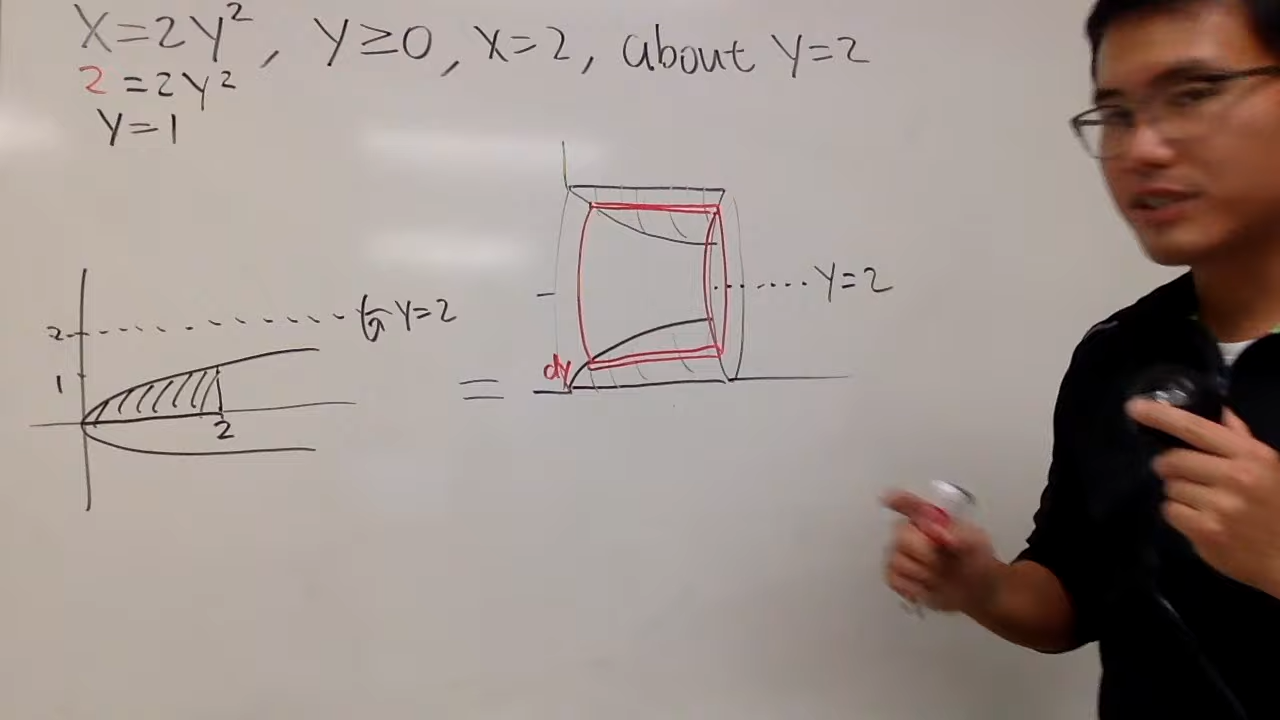 X=2Y², Y≥0, X=2, about Y=2
2=2Y²
Y=1
Y=2
2
Y=2
1
dy
=
2